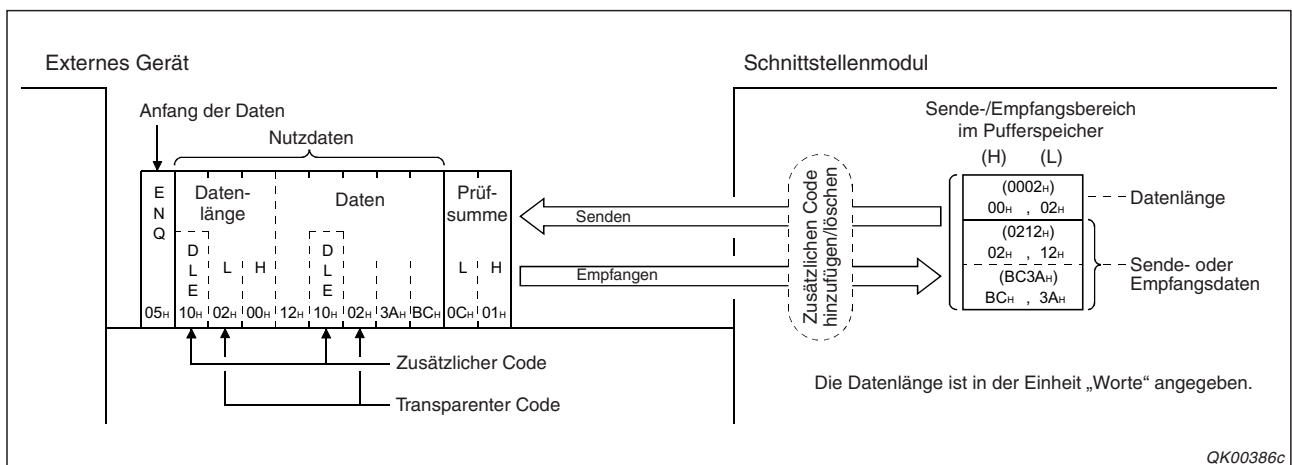 Externes Gerät
Schnittstellenmodul
Anfang der Daten
Nutzdaten
Sende-/Empfangsbereich
im Pufferspeicher
(H) (L)
ENQ
Daten-
länge
Daten
Prüf-
summe
DLE
L
H
DLE
L
H
05H 10H 02H 00H 12H 10H 02H 3AH BCH 0CH 01H
Senden
Empfangen
Zusätzlichen Code
hinzufügen/löschen
(0002H)
00H , 02H
Datenlänge
(0212H)
02H , 12H
(BC3AH)
BCH , 3AH
Sende- oder
Empfangsdaten
Zusätzlicher Code
Transparenter Code
Die Datenlänge ist in der Einheit „Worte“ angegeben.
QK00386c